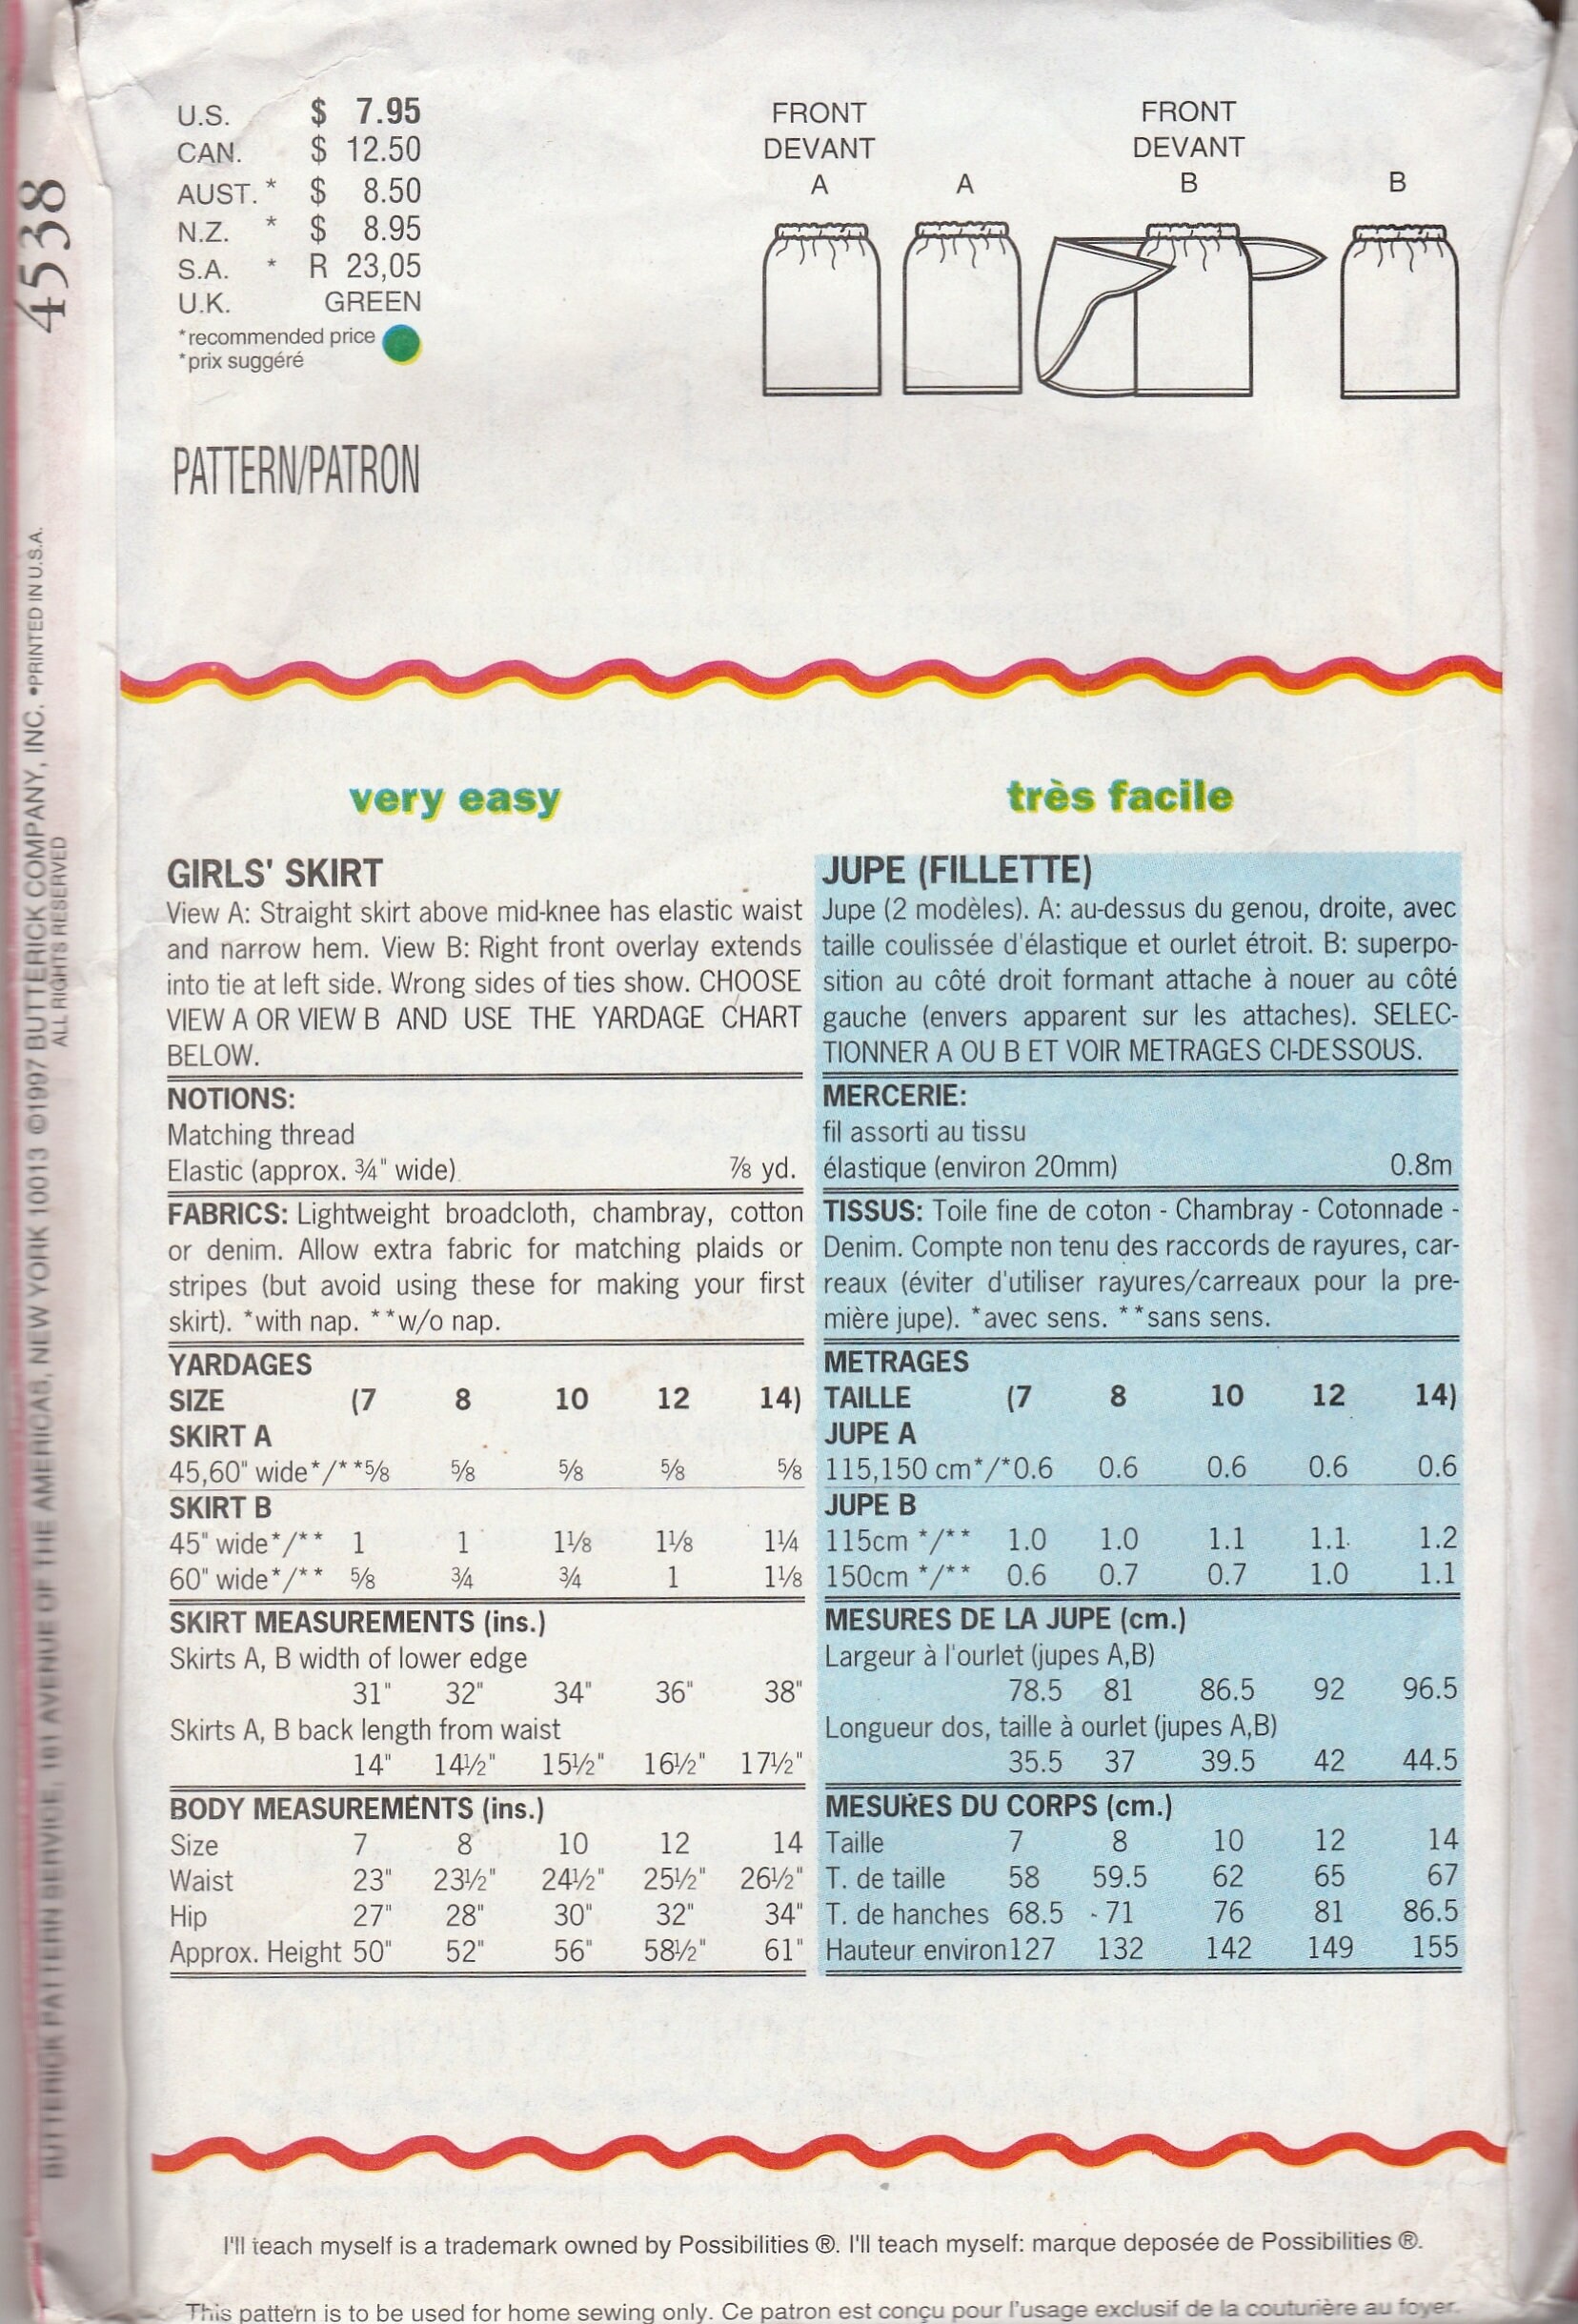 4538
BUTTERICK PATTERN SERVICE, 161 AVENUE OF THE AMERICAS, NEW YORK 10013 ©1997 BUTTERICK COMPANY, INC. •PRINTED IN U.S.A.
ALL RIGHTS RESERVED
U.S. $ 7.95
CAN. $ 12.50
AUST. * $ 8.50
N.Z. * $ 8.95
S.A. * R 23,05
U.K. GREEN
*recommended price
*prix suggéré
FRONT FRONT
DEVANT DEVANT
A A B B
PATTERN/PATRON
very easy
GIRLS' SKIRT
View A: Straight skirt above mid-knee has elastic waist
and narrow hem. View B: Right front overlay extends
into tie at left side. Wrong sides of ties show. CHOOSE
VIEW A OR VIEW B AND USE THE YARDAGE CHART
BELOW.
NOTIONS:
Matching thread
Elastic (approx. ¾" wide) ⅞ yd.
FABRICS: Lightweight broadcloth, chambray, cotton
or denim. Allow extra fabric for matching plaids or
stripes (but avoid using these for making your first
skirt). *with nap. **w/o nap.
YARDAGES
SIZE (7 8 10 12 14)
SKIRT A
45,60" wide*/**⅝ ⅝ ⅝ ⅝ ⅝
SKIRT B
45" wide*/** 1 1 1⅛ 1⅛ 1¼
60" wide*/** ⅝ ¾ ¾ 1 1⅛
SKIRT MEASUREMENTS (ins.)
Skirts A, B width of lower edge
31" 32" 34" 36" 38"
Skirts A, B back length from waist
14" 14½" 15½" 16½" 17½"
BODY MEASUREMENTS (ins.)
Size 7 8 10 12 14
Waist 23" 23½" 24½" 25½" 26½"
Hip 27" 28" 30" 32" 34"
Approx. Height 50" 52" 56" 58½" 61"
très facile
JUPE (FILLETTE)
Jupe (2 modèles). A: au-dessus du genou, droite, avec
taille coulissée d'élastique et ourlet étroit. B: superpo-
sition au côté droit formant attache à nouer au côté
gauche (envers apparent sur les attaches). SELEC-
TIONNER A OU B ET VOIR METRAGES CI-DESSOUS.
MERCERIE:
fil assorti au tissu
élastique (environ 20mm) 0.8m
TISSUS: Toile fine de coton - Chambray - Cotonnade -
Denim. Compte non tenu des raccords de rayures, car-
reaux (éviter d'utiliser rayures/carreaux pour la pre-
mière jupe). *avec sens. **sans sens.
METRAGES
TAILLE (7 8 10 12 14)
JUPE A
115,150 cm*/*0.6 0.6 0.6 0.6 0.6
JUPE B
115cm */** 1.0 1.0 1.1 1.1 1.2
150cm */** 0.6 0.7 0.7 1.0 1.1
MESURES DE LA JUPE (cm.)
Largeur à l'ourlet (jupes A,B)
78.5 81 86.5 92 96.5
Longueur dos, taille à ourlet (jupes A,B)
35.5 37 39.5 42 44.5
MESURES DU CORPS (cm.)
Taille 7 8 10 12 14
T. de taille 58 59.5 62 65 67
T. de hanches 68.5 71 76 81 86.5
Hauteur environ127 132 142 149 155
I'll teach myself is a trademark owned by Possibilities ®. I'll teach myself: marque deposée de Possibilities ®.
This pattern is to be used for home sewing only. Ce patron est conçu pour l'usage exclusif de la couturière au foyer.